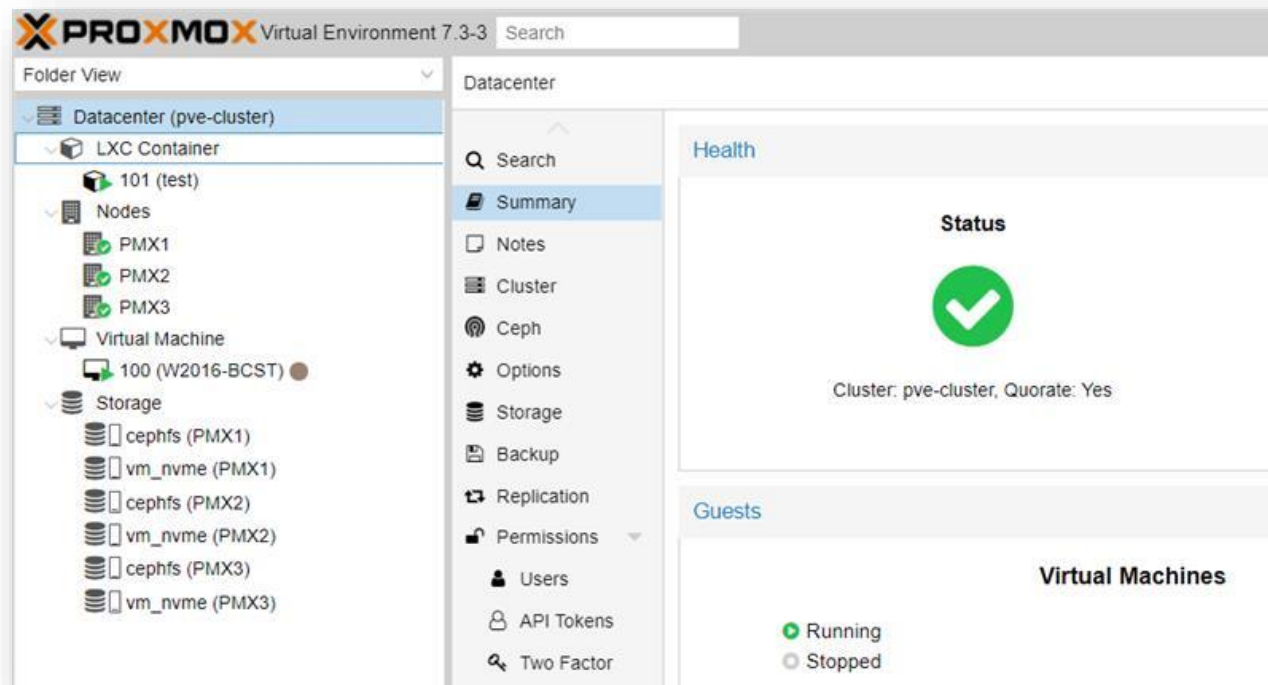 PROXMOX Virtual Environment 7.3-3 Search
Folder View
Datacenter (pve-cluster)
LXC Container
101 (test)
Nodes
PMX1
PMX2
PMX3
Virtual Machine
100 (W2016-BCST)
Storage
cephfs (PMX1)
vm_nvme (PMX1)
cephfs (PMX2)
vm_nvme (PMX2)
cephfs (PMX3)
vm_nvme (PMX3)
Datacenter
Search
Summary
Notes
Cluster
Ceph
Options
Storage
Backup
Replication
Permissions
Users
API Tokens
Two Factor
Health
Status
Cluster: pve-cluster, Quorate: Yes
Guests
Virtual Machines
Running
Stopped